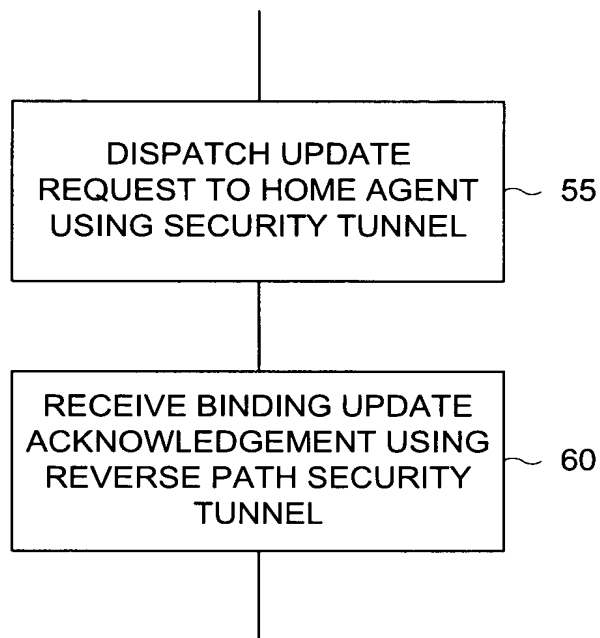 DISPATCH UPDATE
REQUEST TO HOME AGENT
USING SECURITY TUNNEL
55
RECEIVE BINDING UPDATE
ACKNOWLEDGEMENT USING
REVERSE PATH SECURITY
TUNNEL
60